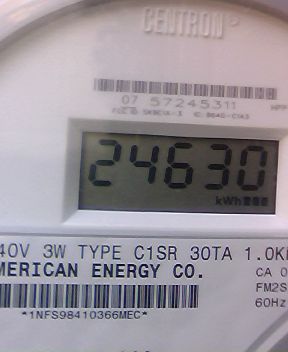 CENTRON
07 57245311
24630
kWh
40V 3W TYPE C1SR 30TA 1.0K
MERICAN ENERGY CO.
CA 0
FM2S
60Hz
*1NFS98410366MEC*